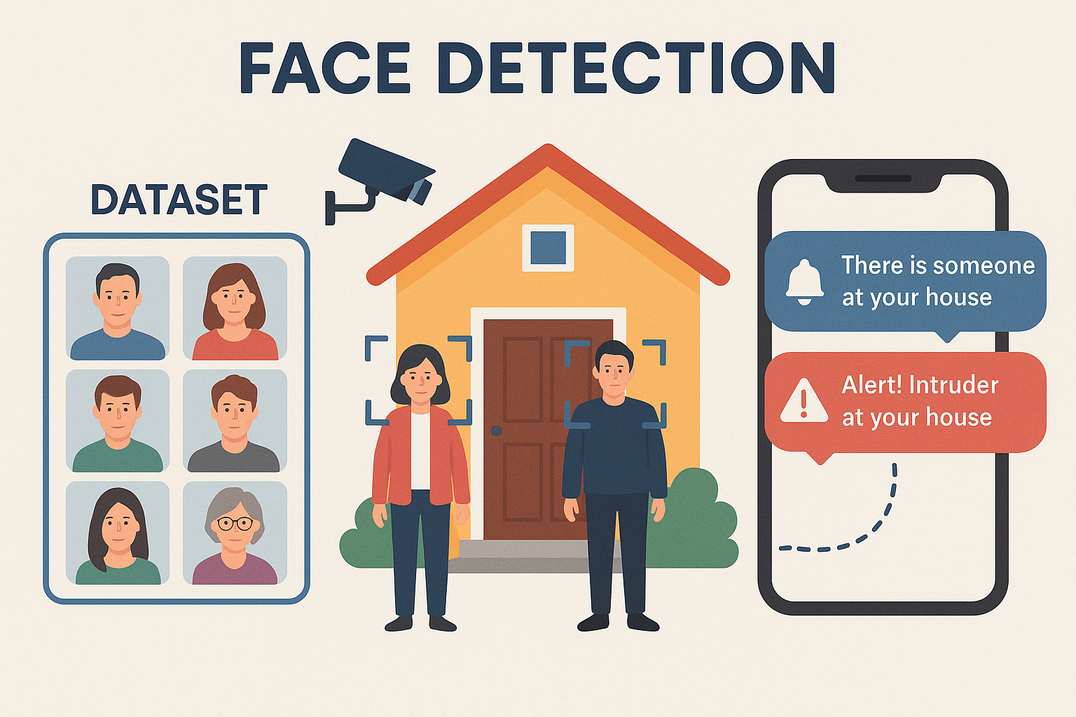 FACE DETECTION
DATASET
There is someone
at your house
Alert! Intruder
at your house